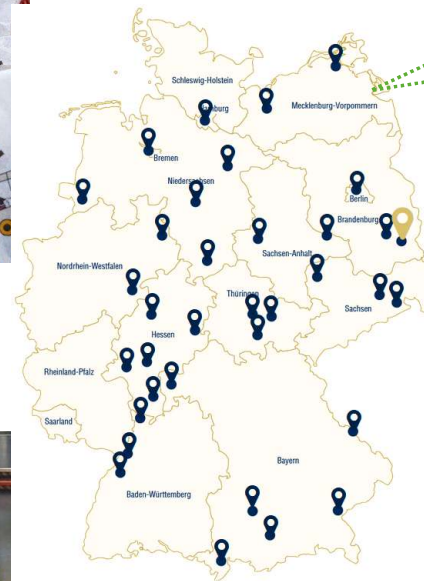 Schleswig-Holstein
Mecklenburg-Vorpommern
Bremen
Niedersachsen
Berlin
Brandenburg
Sachsen-Anhalt
Nordrhein-Westfalen
Thüringen
Sachsen
Hessen
Rheinland-Pfalz
Saarland
Bayern
Baden-Württemberg